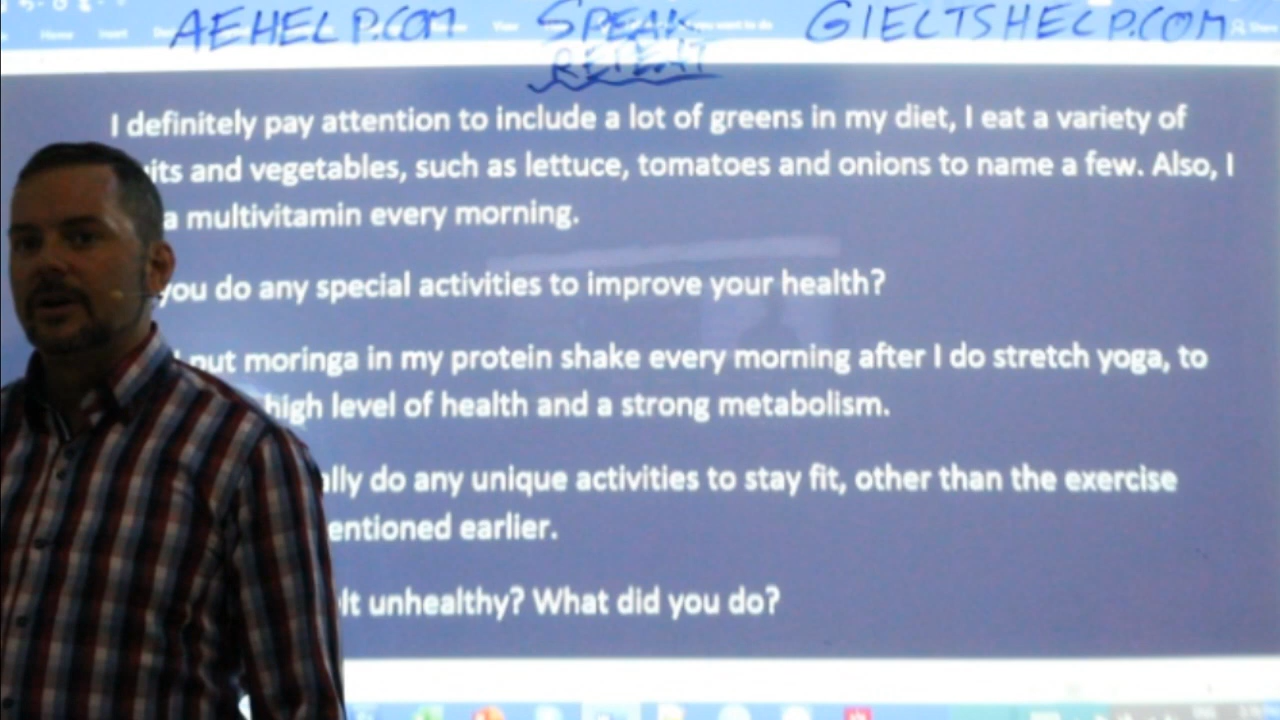 AEHELP.COM SPEAK GIELTSHELP.COM
REPEAT
I definitely pay attention to include a lot of greens in my diet, I eat a variety of
its and vegetables, such as lettuce, tomatoes and onions to name a few. Also, I
a multivitamin every morning.
you do any special activities to improve your health?
put moringa in my protein shake every morning after I do stretch yoga, to
high level of health and a strong metabolism.
ally do any unique activities to stay fit, other than the exercise
entioned earlier.
lt unhealthy? What did you do?